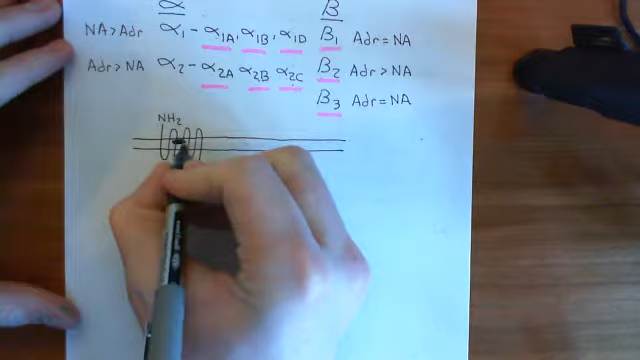 α β
NA > Adr α₁ - α₁A, α₁B, α₁D β₁ Adr = NA
Adr > NA α₂ - α₂A α₂B α₂C β₂ Adr > NA
β₃ Adr = NA
NH₂